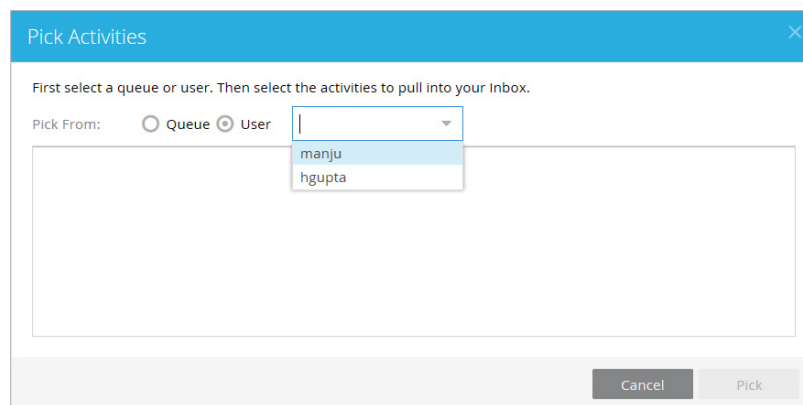 Pick Activities
First select a queue or user. Then select the activities to pull into your Inbox.
Pick From: Queue User
manju
hgupta
Cancel Pick